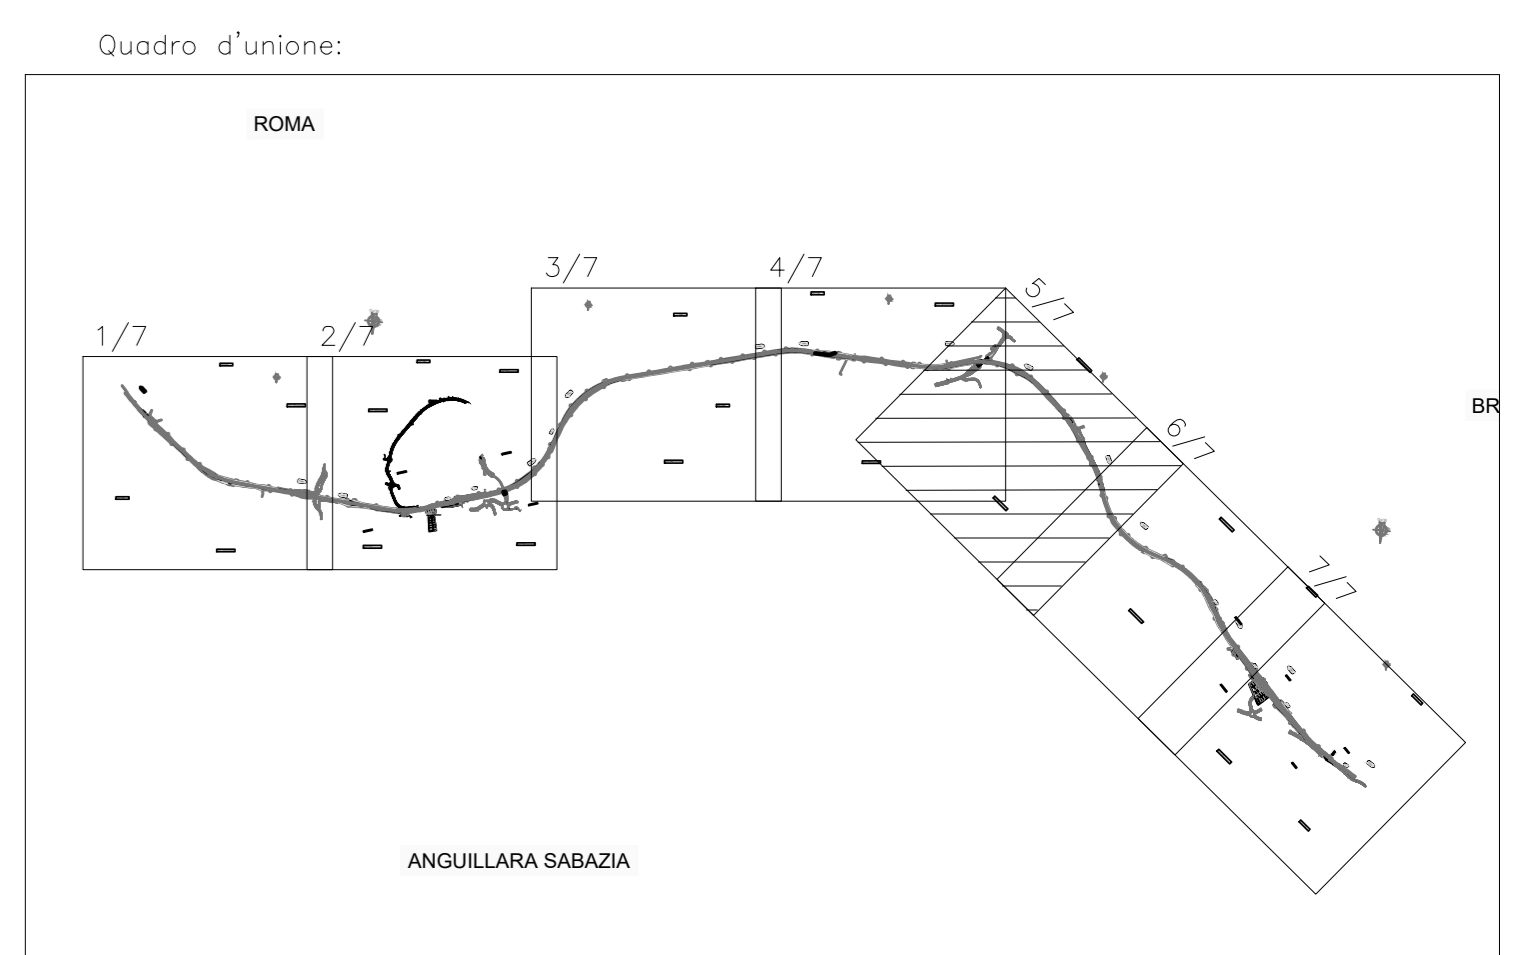 Quadro d'unione:
ROMA
3/7
4/7
5/7
1/7
2/7
BR
6/7
7/7
ANGUILLARA SABAZIA